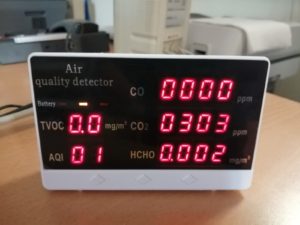 Air
quality detector
CO 0000 ppm
Battery
TVOC 0.0 mg/m³
CO₂ 0303 ppm
AQI 01
HCHO 0.002 mg/m³